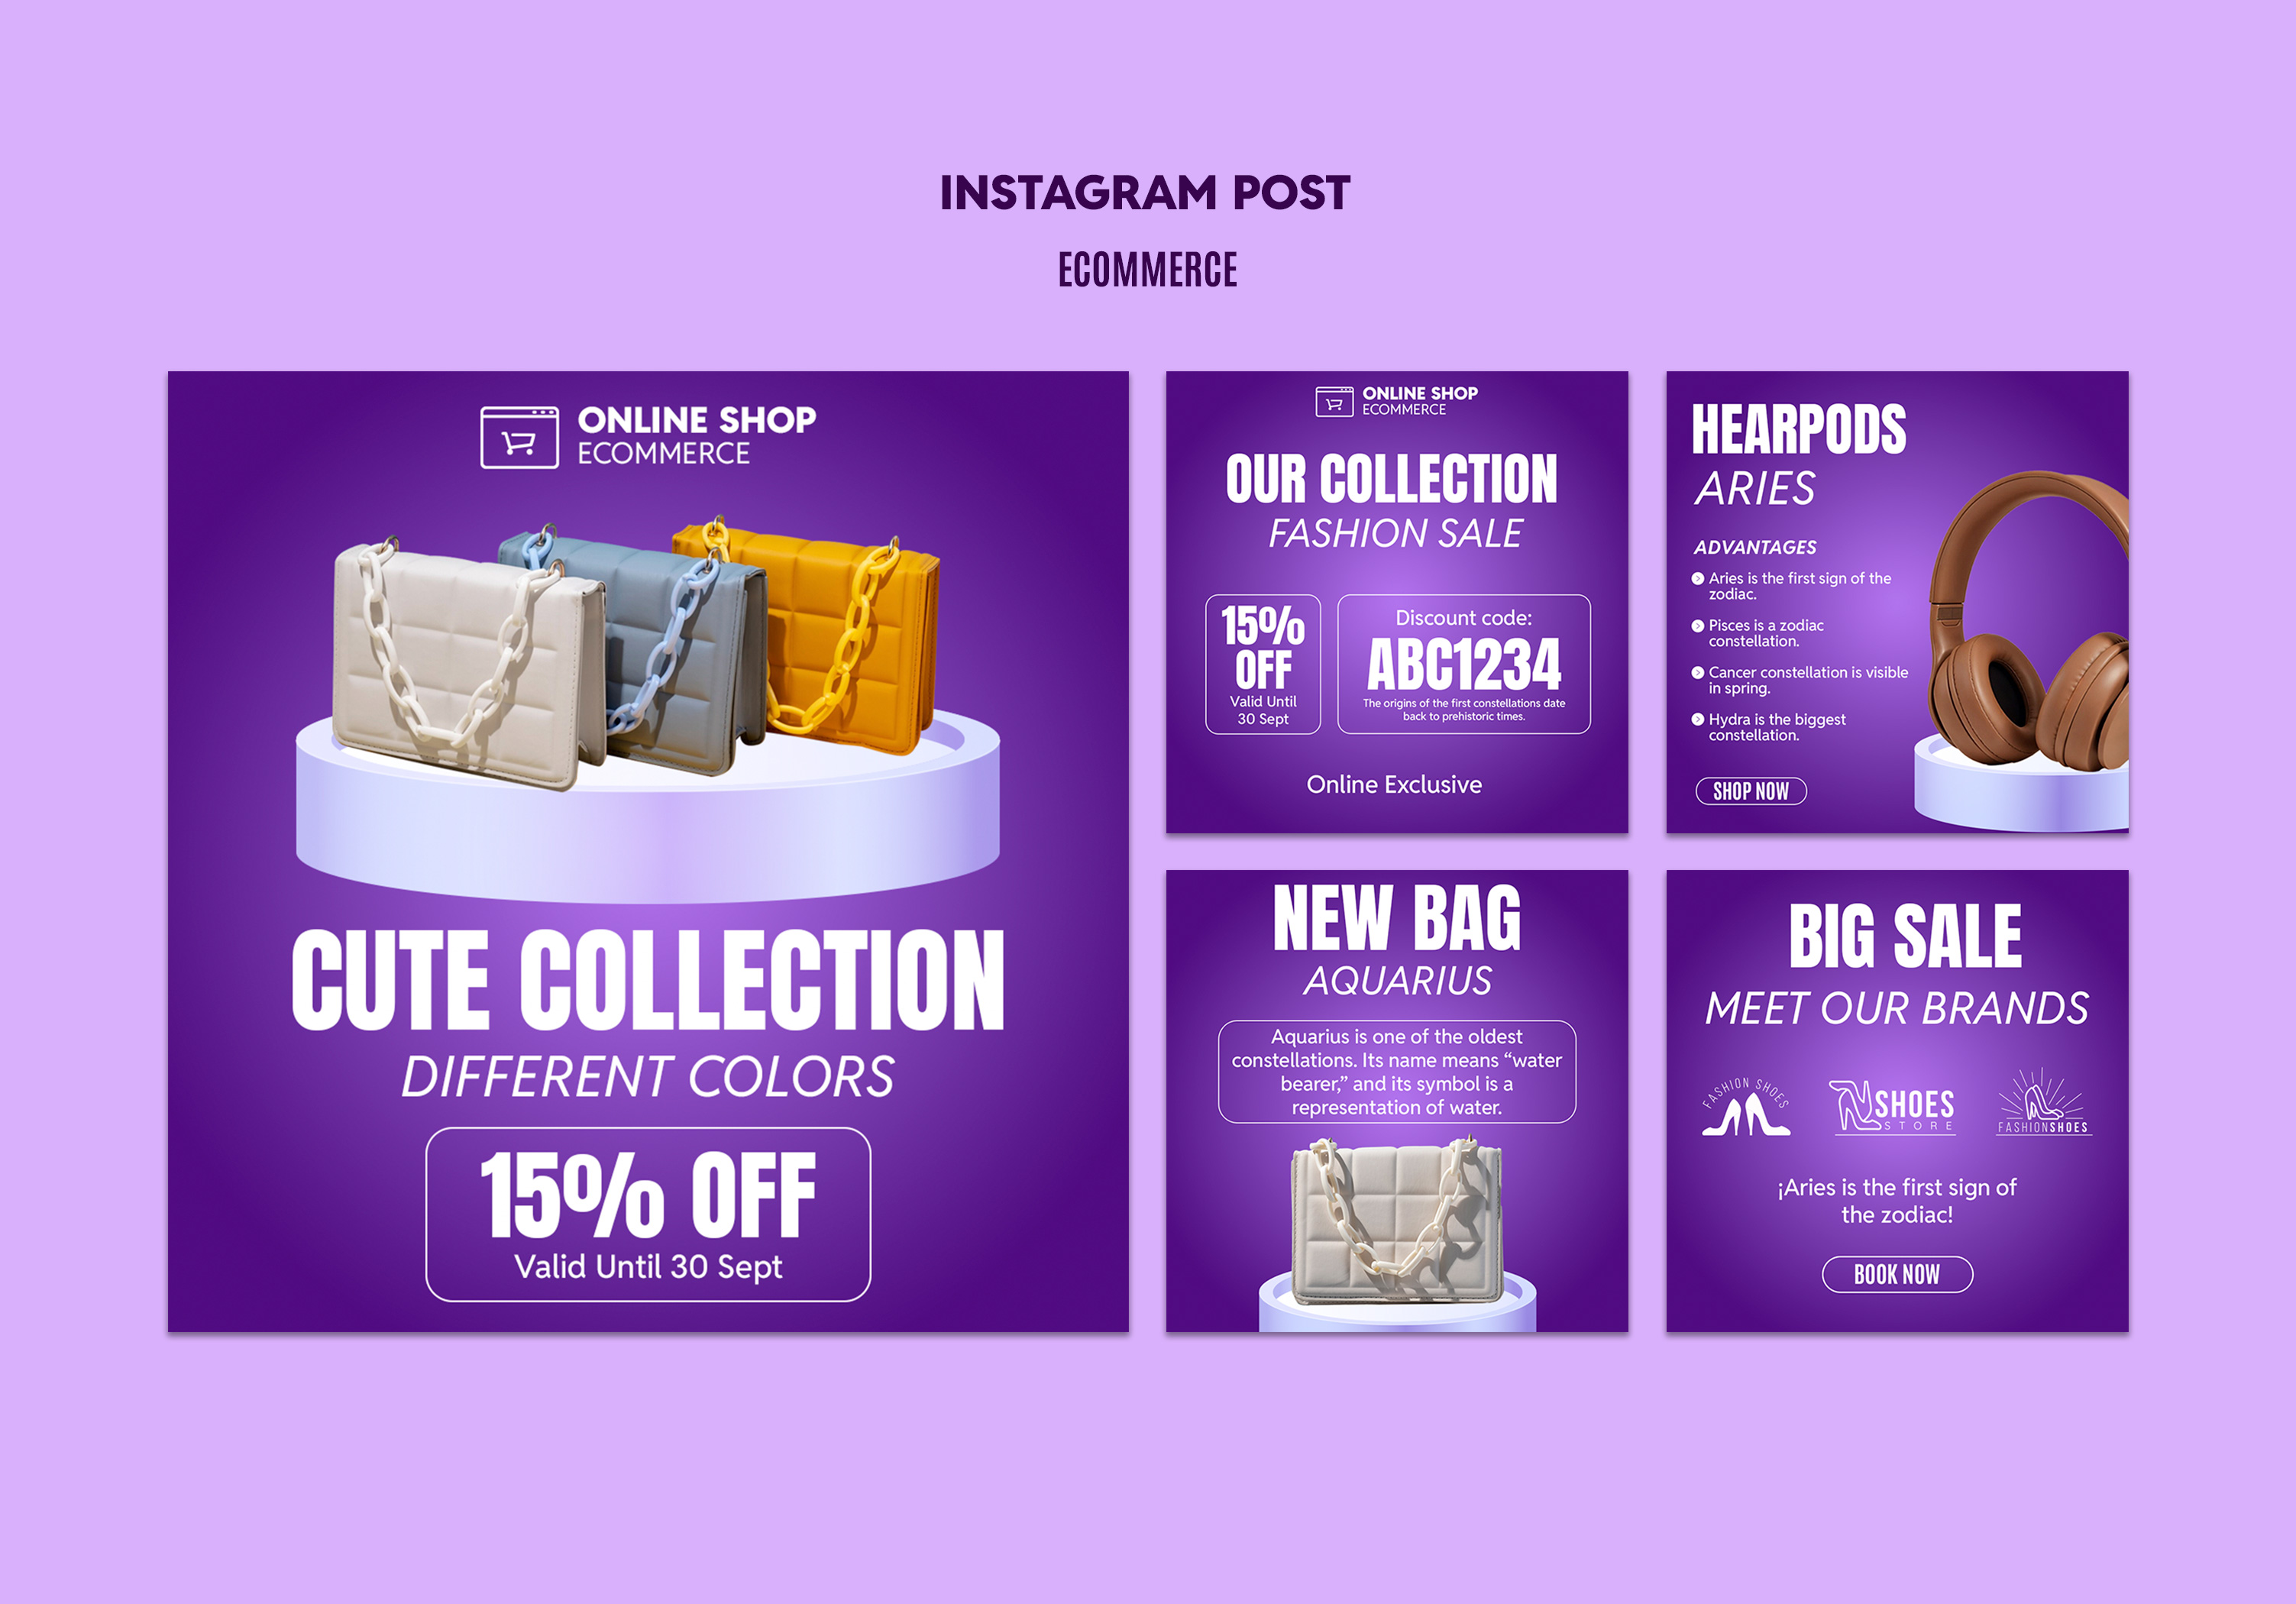 INSTAGRAM POST
ECOMMERCE
ONLINE SHOP
ECOMMERCE
CUTE COLLECTION
DIFFERENT COLORS
15% OFF
Valid Until 30 Sept
ONLINE SHOP
ECOMMERCE
OUR COLLECTION
FASHION SALE
15%
OFF
Valid Until
30 Sept
Discount code:
ABC1234
The origins of the first constellations date
back to prehistoric times.
Online Exclusive
HEARPODS
ARIES
ADVANTAGES
Aries is the first sign of the
zodiac.
Pisces is a zodiac
constellation.
Cancer constellation is visible
in spring.
Hydra is the biggest
constellation.
SHOP NOW
NEW BAG
AQUARIUS
Aquarius is one of the oldest
constellations. Its name means “water
bearer,” and its symbol is a
representation of water.
BIG SALE
MEET OUR BRANDS
FASHION SHOES
SHOES
STORE
FASHIONSHOES
¡Aries is the first sign of
the zodiac!
BOOK NOW